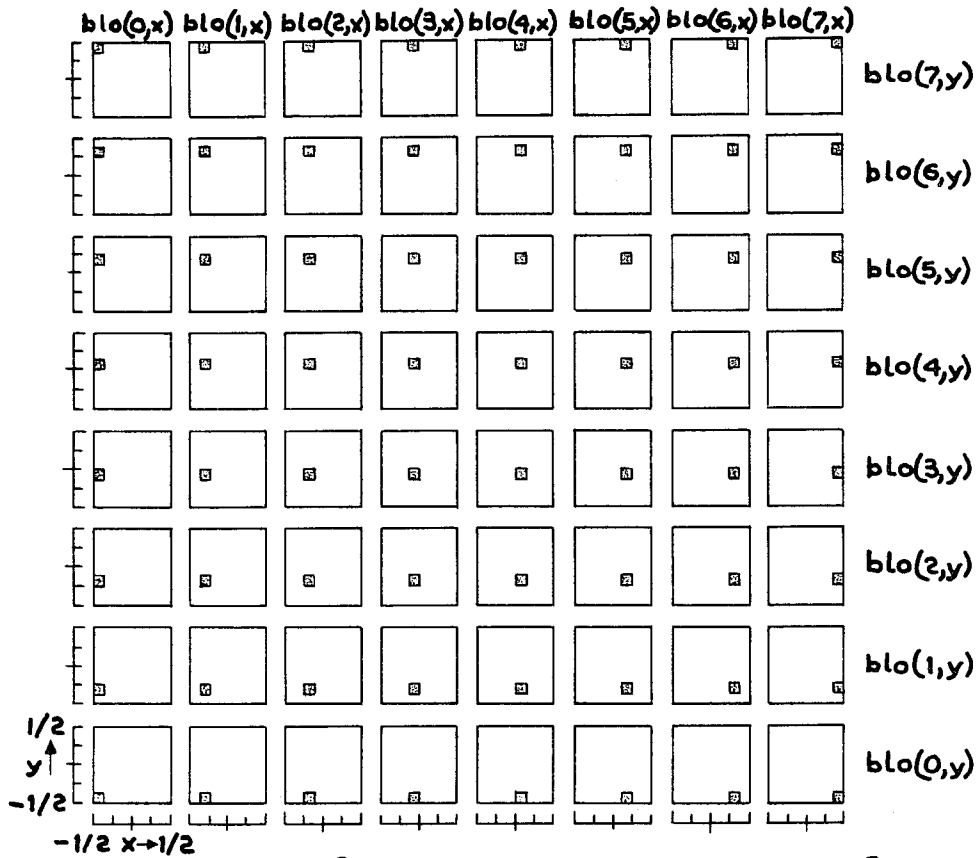 blo(0,x) blo(1,x) blo(2,x) blo(3,x) blo(4,x) blo(5,x) blo(6,x) blo(7,x)
blo(7,y)
blo(6,y)
blo(5,y)
blo(4,y)
blo(3,y)
blo(2,y)
blo(1,y)
1/2
y
blo(0,y)
-1/2
-1/2 x→1/2